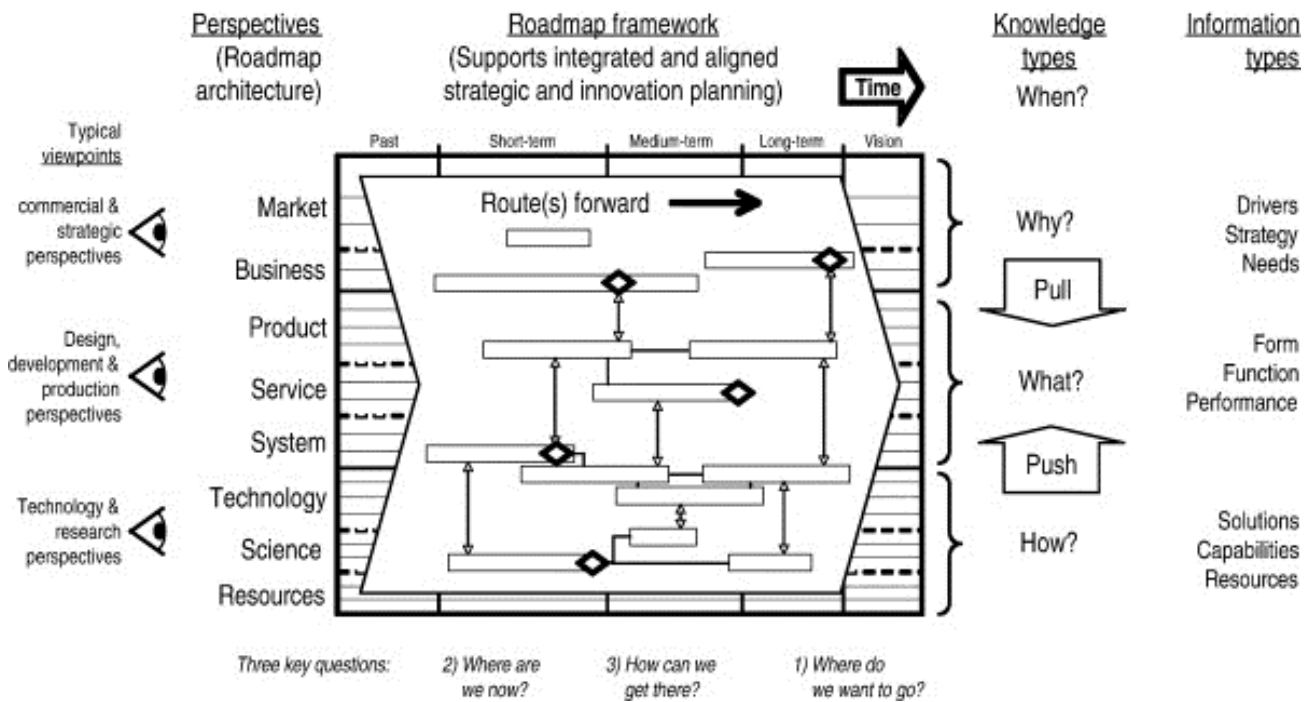 Perspectives
(Roadmap
architecture)
Roadmap framework
(Supports integrated and aligned
strategic and innovation planning)
Time
Knowledge
types
When?
Information
types
Typical
viewpoints
Past
Short-term
Medium-term
Long-term
Vision
commercial &
strategic
perspectives
Market
Business
Route(s) forward
Why?
Drivers
Strategy
Needs
Pull
Design,
development &
production
perspectives
Product
Service
System
What?
Form
Function
Performance
Push
Technology &
research
perspectives
Technology
Science
Resources
How?
Solutions
Capabilities
Resources
Three key questions:
2) Where are
we now?
3) How can we
get there?
1) Where do
we want to go?